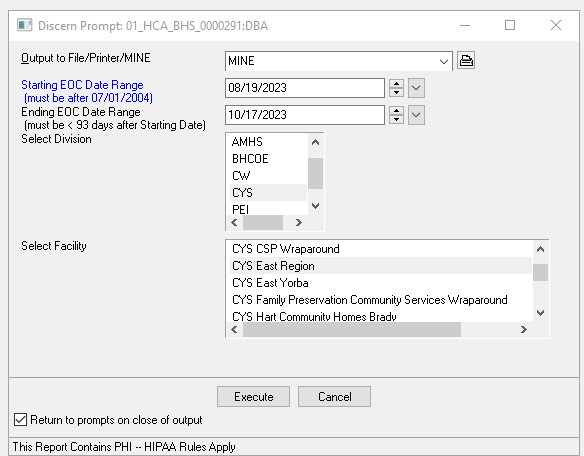 Discern Prompt: 01_HCA_BHS_0000291:DBA
Output to File/Printer/MINE
MINE
Starting EOC Date Range
(must be after 07/01/2004)
08/19/2023
Ending EOC Date Range
(must be < 93 days after Starting Date)
10/17/2023
Select Division
AMHS
BHCOE
CW
CYS
PEI
Select Facility
CYS CSP Wraparound
CYS East Region
CYS East Yorba
CYS Family Preservation Community Services Wraparound
CYS Hart Community Homes Brady
Execute
Cancel
Return to prompts on close of output
This Report Contains PHI -- HIPAA Rules Apply